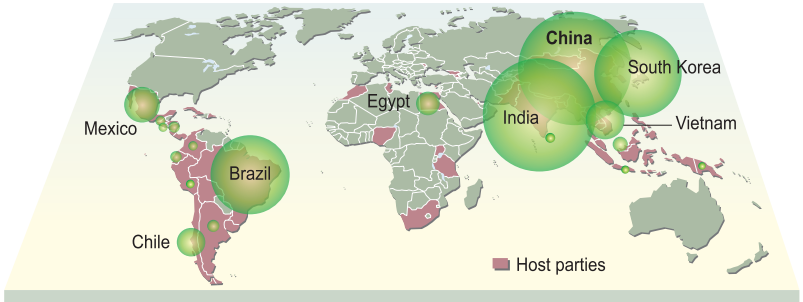 China
South Korea
Egypt
India
Mexico
Vietnam
Brazil
Chile
Host parties